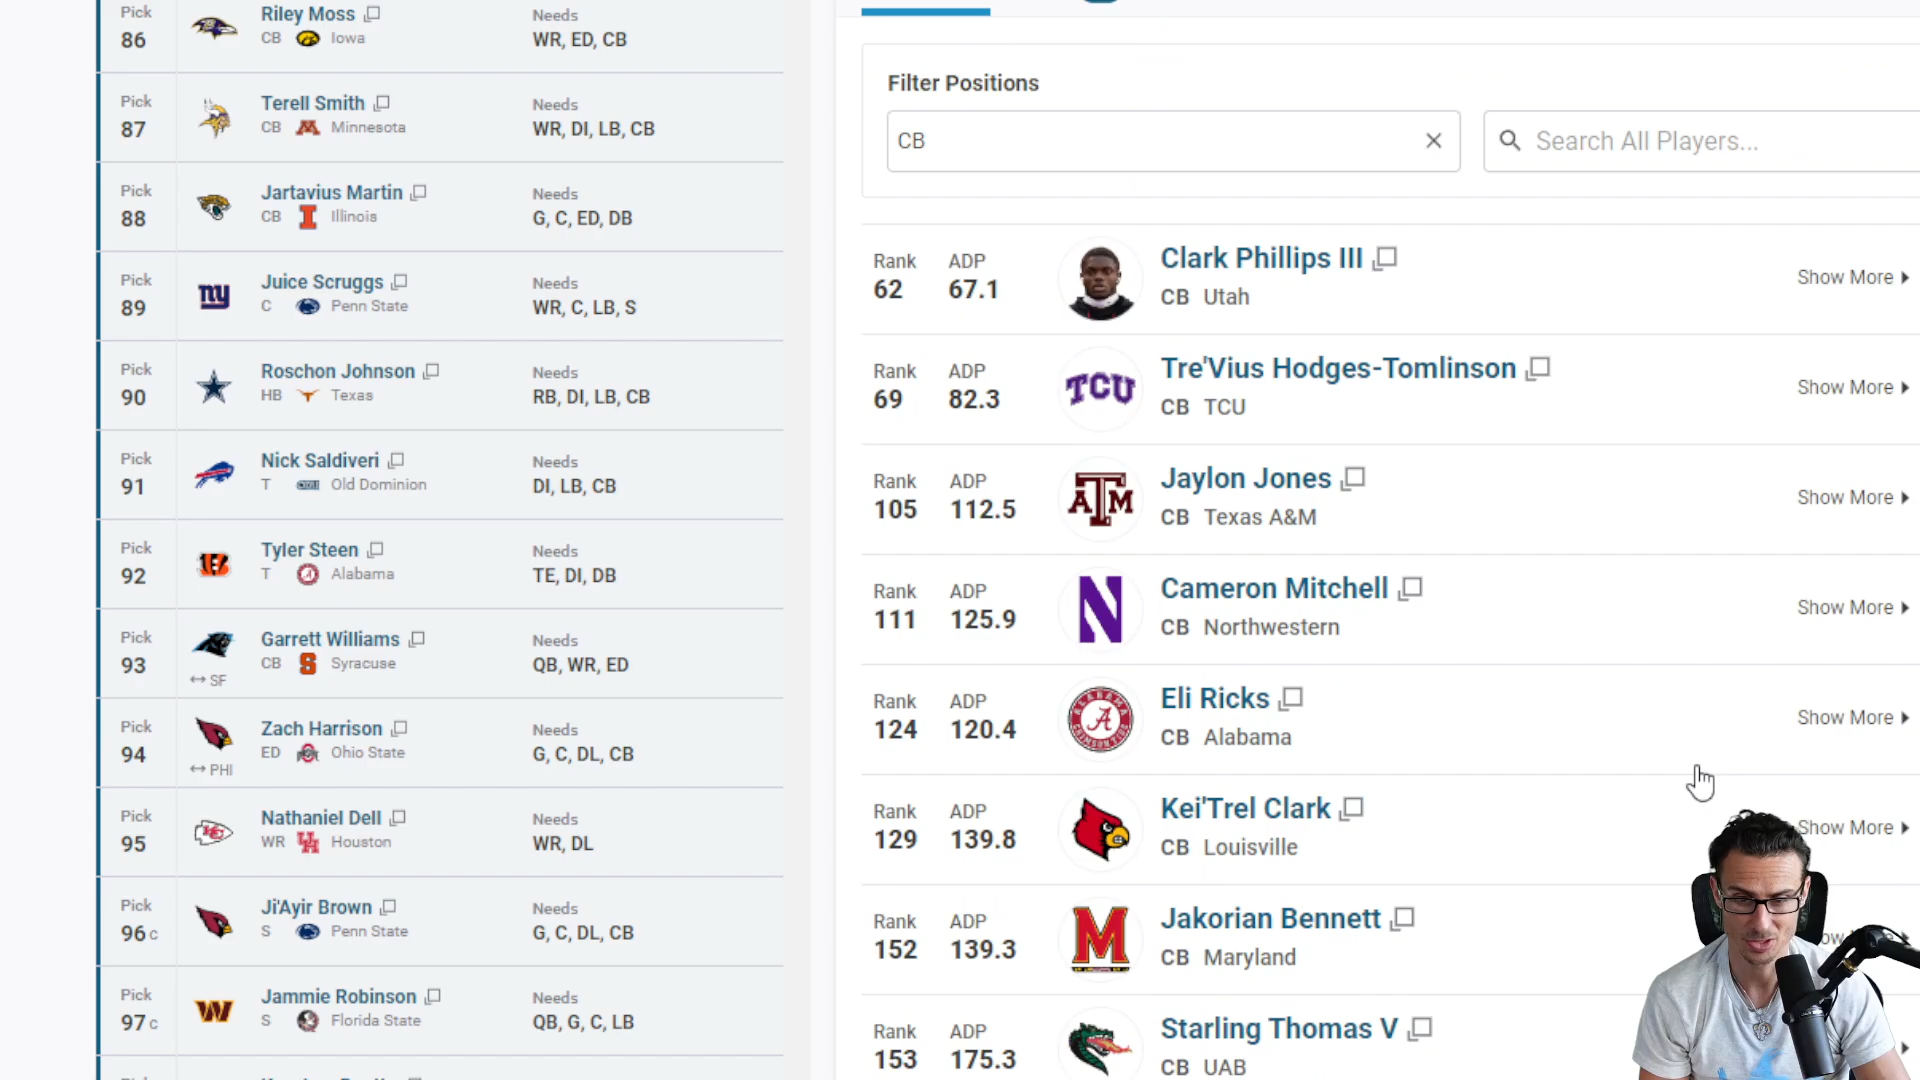 Pick
86
Riley Moss
CB Iowa
Needs
WR, ED, CB
Pick
87
Terell Smith
CB Minnesota
Needs
WR, DI, LB, CB
Pick
88
Jartavius Martin
CB Illinois
Needs
G, C, ED, DB
Pick
89
Juice Scruggs
C Penn State
Needs
WR, C, LB, S
Pick
90
Roschon Johnson
HB Texas
Needs
RB, DI, LB, CB
Pick
91
Nick Saldiveri
T Old Dominion
Needs
DI, LB, CB
Pick
92
Tyler Steen
T Alabama
Needs
TE, DI, DB
Pick
93
SF
Garrett Williams
CB Syracuse
Needs
QB, WR, ED
Pick
94
PHI
Zach Harrison
ED Ohio State
Needs
G, C, DL, CB
Pick
95
Nathaniel Dell
WR Houston
Needs
WR, DL
Pick
96 C
Ji'Ayir Brown
S Penn State
Needs
G, C, DL, CB
Pick
97 C
Jammie Robinson
S Florida State
Needs
QB, G, C, LB
Filter Positions
CB
Search All Players...
Rank ADP
62 67.1
Clark Phillips III
CB Utah
Show More
Rank ADP
69 82.3
TCU
Tre'Vius Hodges-Tomlinson
CB TCU
Show More
Rank ADP
105 112.5
Jaylon Jones
CB Texas A&M
Show More
Rank ADP
111 125.9
Cameron Mitchell
CB Northwestern
Show More
Rank ADP
124 120.4
Eli Ricks
CB Alabama
Show More
Rank ADP
129 139.8
Kei'Trel Clark
CB Louisville
Show More
Rank ADP
152 139.3
Jakorian Bennett
CB Maryland
Rank ADP
153 175.3
Starling Thomas V
CB UAB